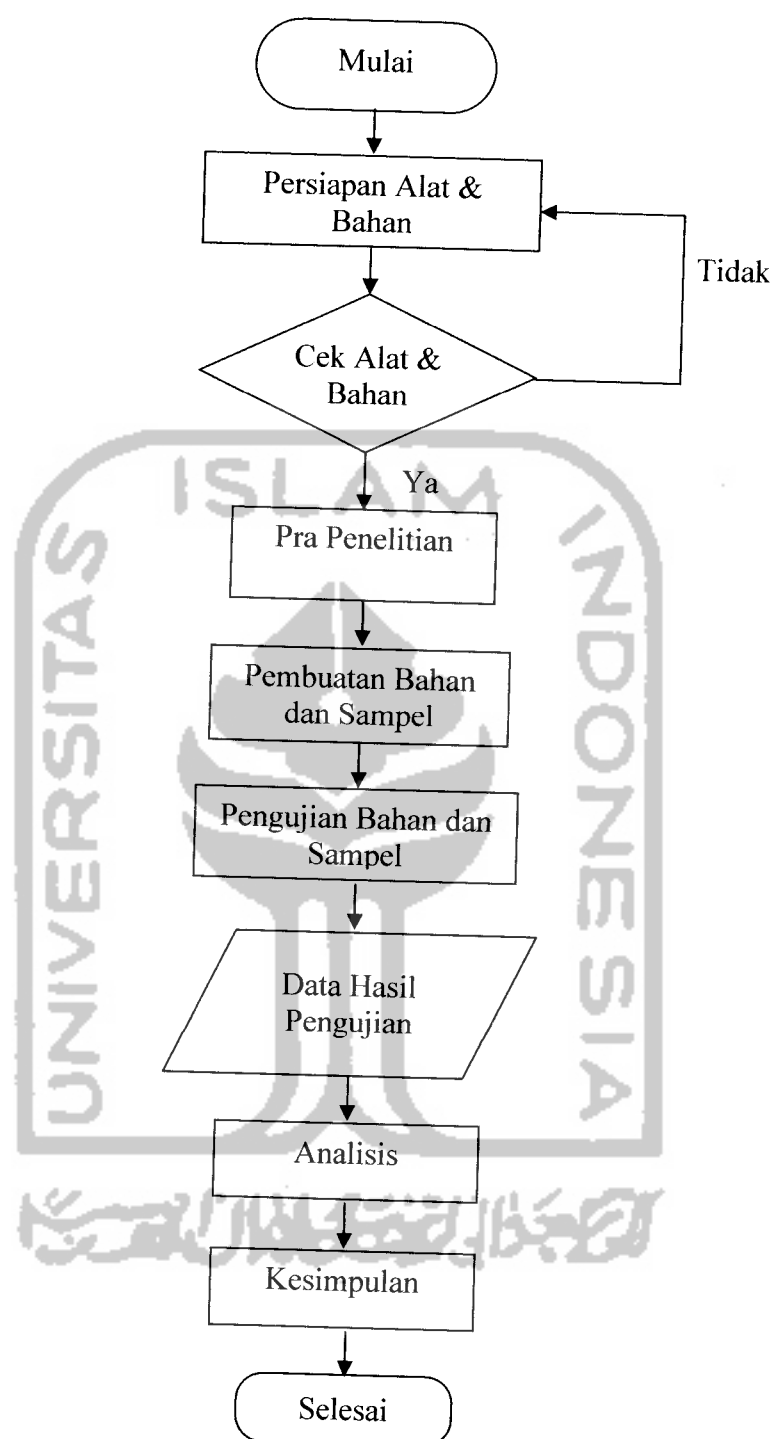 Mulai
Persiapan Alat &
Bahan
Tidak
Cek Alat &
Bahan
Ya
Pra Penelitian
Pembuatan Bahan
dan Sampel
Pengujian Bahan dan
Sampel
Data Hasil
Pengujian
Analisis
Kesimpulan
Selesai
UNIVERSITAS
ISLAM
INDONESIA